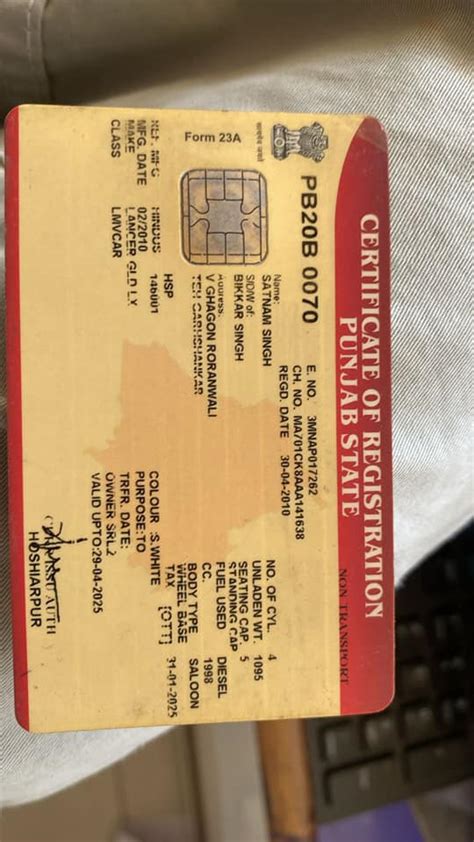 CERTIFICATE OF REGISTRATION
PUNJAB STATE
NON TRANSPORT
Form 23A
PB20B 0070
E. NO. 3MNAP017262
CH. NO. MA701CK8AAA141638
REGD. DATE 30-04-2010
Name:
SATNAM SINGH
S/D/W of:
BIKKAR SINGH
Address:
V GHAGON RORANWALI
HSP 146001
MFG. DATE 02/2010
MAKE LANCER GLD LX
CLASS LMVCAR
NO. OF CYL. 4
UNLADEN WT. 1095
SEATING CAP. 5
STANDING CAP
FUEL USED DIESEL
CC. 1998
BODY TYPE SALOON
WHEEL BASE
TAX [OTT] 31-01-2025
COLOUR :S.WHITE
PURPOSE:TO
TRFR. DATE:
OWNER SRL.2
VALID UPTO:29-04-2025
AUTH
HOSHIARPUR